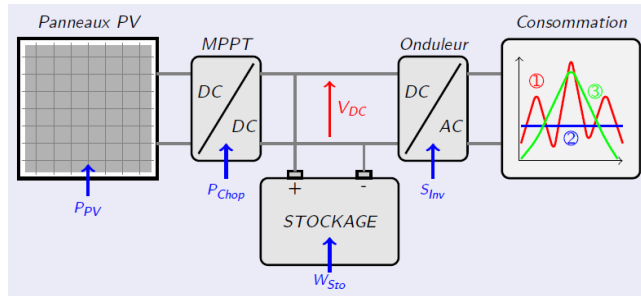 Panneaux PV
MPPT
Onduleur
Consommation
DC
DC
V_DC
DC
AC
①
②
③
P_PV
P_Chop
S_Inv
+
-
STOCKAGE
W_Sto